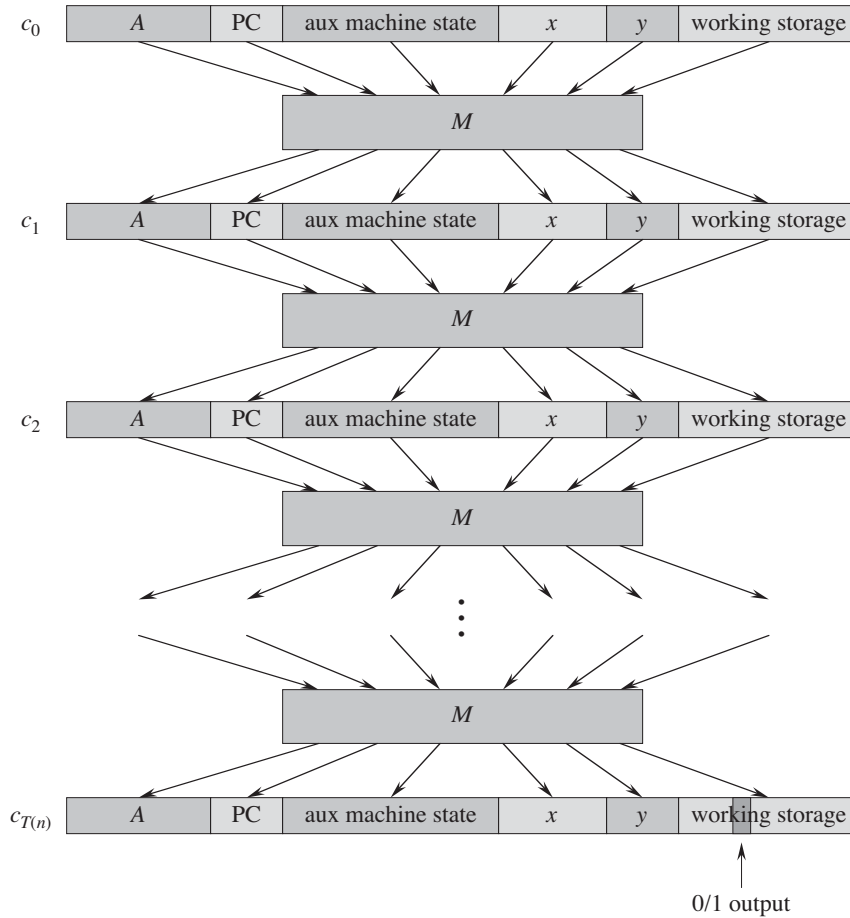 c0 A PC aux machine state x y working storage
M
c1 A PC aux machine state x y working storage
M
c2 A PC aux machine state x y working storage
M
M
cT(n) A PC aux machine state x y working storage
0/1 output